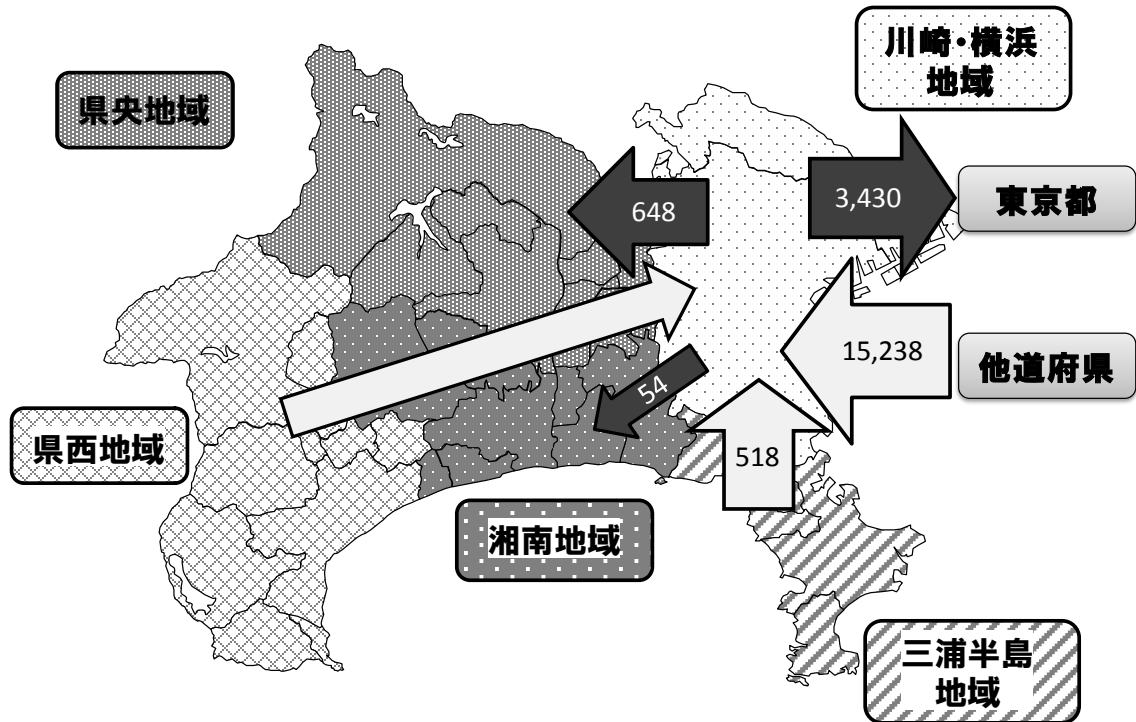 川崎・横浜
地域
県央地域
648
3,430
東京都
15,238
他道府県
54
県西地域
518
湘南地域
三浦半島
地域